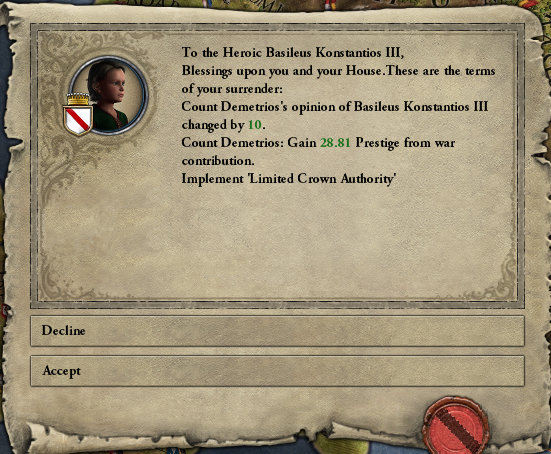 To the Heroic Basileus Konstantios III,
Blessings upon you and your House.These are the terms
of your surrender:
Count Demetrios's opinion of Basileus Konstantios III
changed by 10.
Count Demetrios: Gain 28.81 Prestige from war
contribution.
Implement 'Limited Crown Authority'
Decline
Accept